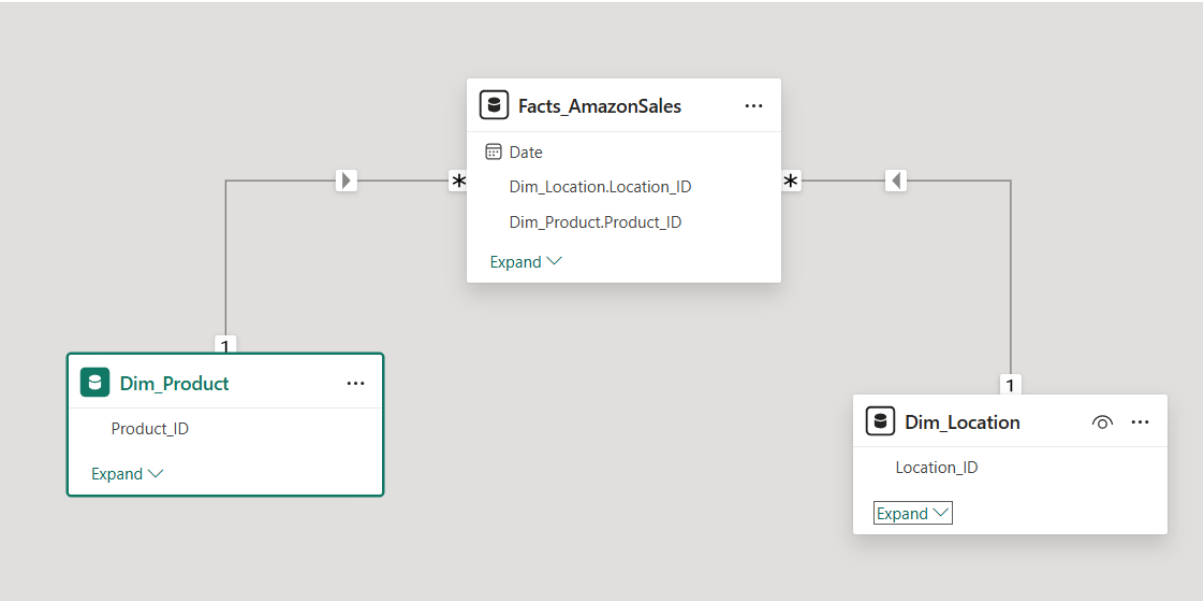 Facts_AmazonSales
Date
*
*
Dim_Location.Location_ID
Dim_Product.Product_ID
Expand
1
Dim_Product
Product_ID
Expand
1
Dim_Location
Location_ID
Expand